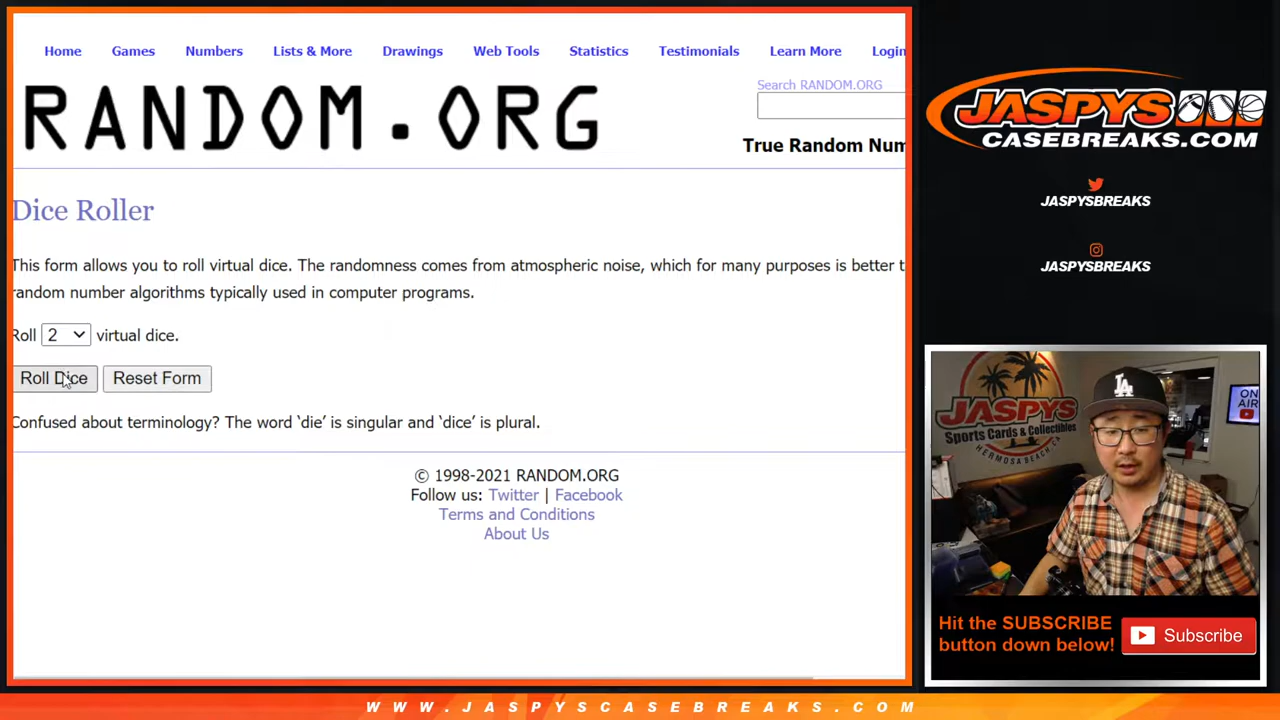 Home Games Numbers Lists & More Drawings Web Tools Statistics Testimonials Learn More Login
RANDOM.ORG
Search RANDOM.ORG
True Random Num
Dice Roller
This form allows you to roll virtual dice. The randomness comes from atmospheric noise, which for many purposes is better t
random number algorithms typically used in computer programs.
Roll 2 virtual dice.
Roll Dice Reset Form
Confused about terminology? The word ‘die’ is singular and ‘dice’ is plural.
© 1998-2021 RANDOM.ORG
Follow us: Twitter | Facebook
Terms and Conditions
About Us
JASPYS
CASEBREAKS.COM
JASPYSBREAKS
JASPYSBREAKS
JASPYS
Sports Cards & Collectibles
HERMOSA BEACH, CA
LA
ON AIR
Hit the SUBSCRIBE
button down below!
Subscribe
WWW.JASPYSCASEBREAKS.COM